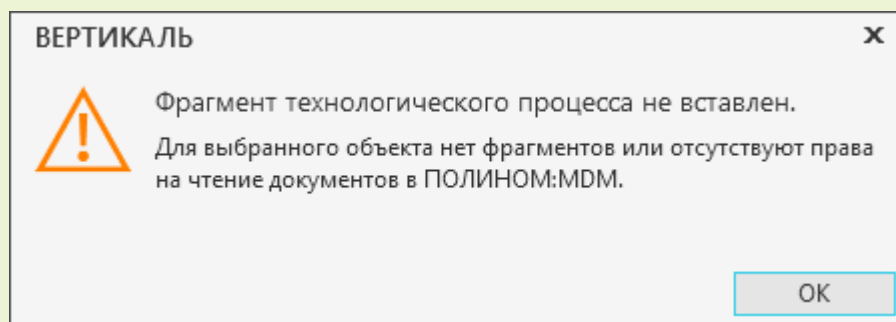 ВЕРТИКАЛЬ
Фрагмент технологического процесса не вставлен.
Для выбранного объекта нет фрагментов или отсутствуют права
на чтение документов в ПОЛИНОМ:MDM.
ОК